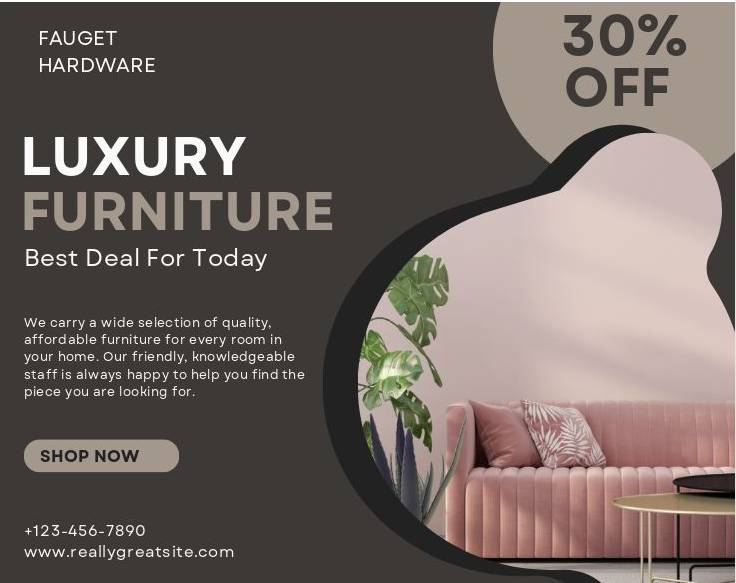 FAUGET
HARDWARE
30%
OFF
LUXURY
FURNITURE
Best Deal For Today
We carry a wide selection of quality,
affordable furniture for every room in
your home. Our friendly, knowledgeable
staff is always happy to help you find the
piece you are looking for.
SHOP NOW
+123-456-7890
www.reallygreatsite.com